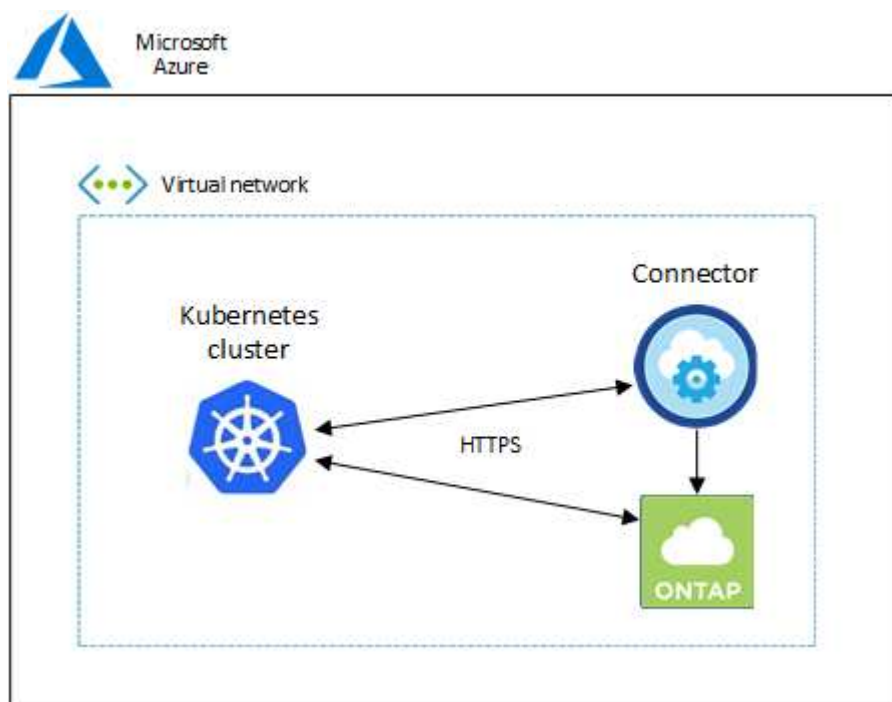 Microsoft
Azure
Virtual network
Connector
Kubernetes
cluster
HTTPS
ONTAP